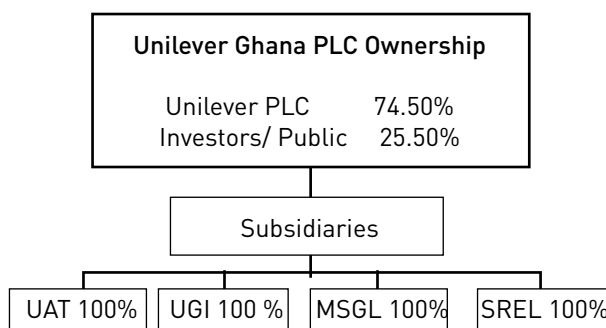 Unilever Ghana PLC Ownership
Unilever PLC 74.50%
Investors/ Public 25.50%
Subsidiaries
UAT 100% UGI 100 % MSGL 100% SREL 100%